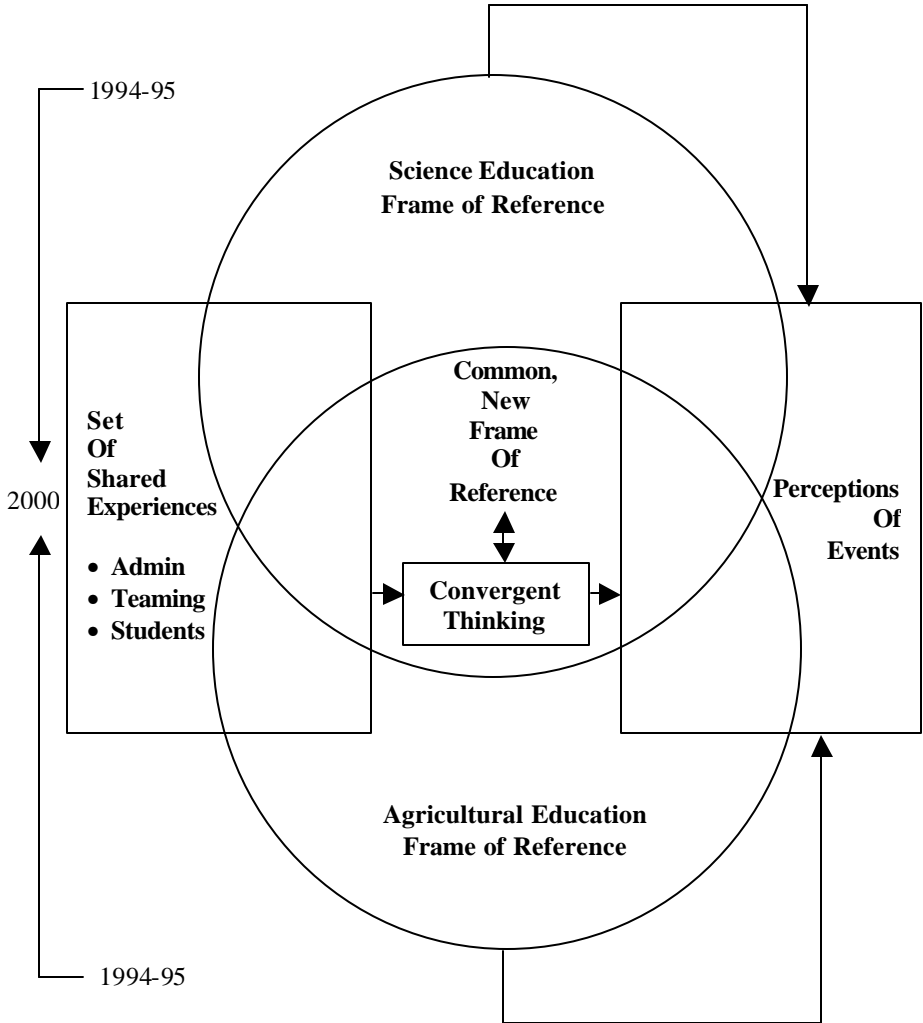 1994-95
Science Education
Frame of Reference
Common,
New
Frame
Of
Reference
Set
Of
Shared
Experiences
• Admin
• Teaming
• Students
2000
Perceptions
Of
Events
Convergent
Thinking
Agricultural Education
Frame of Reference
1994-95